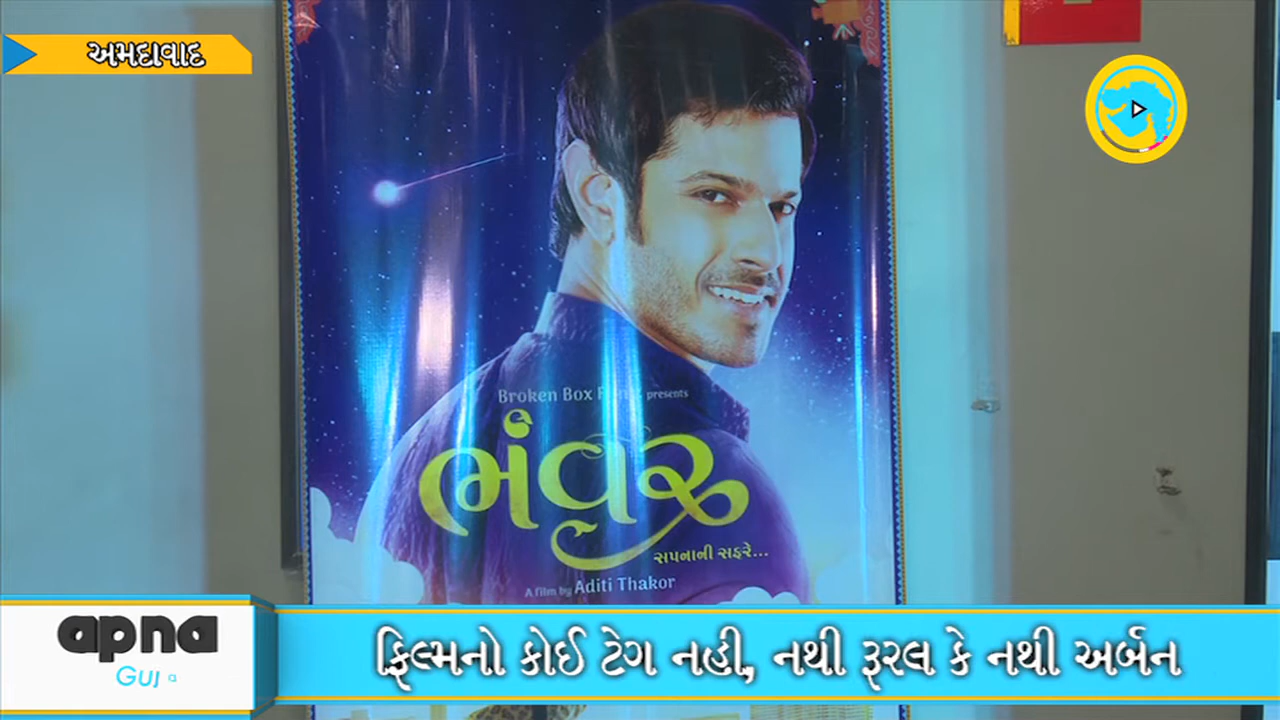 અમદાવાદ
Broken Box presents
ભંવર
સપનાની સફરે...
A film by Aditi Thakor
apna
ફિલ્મનો કોઈ ટેગ નહી, નથી રૂરલ કે નથી અર્બન